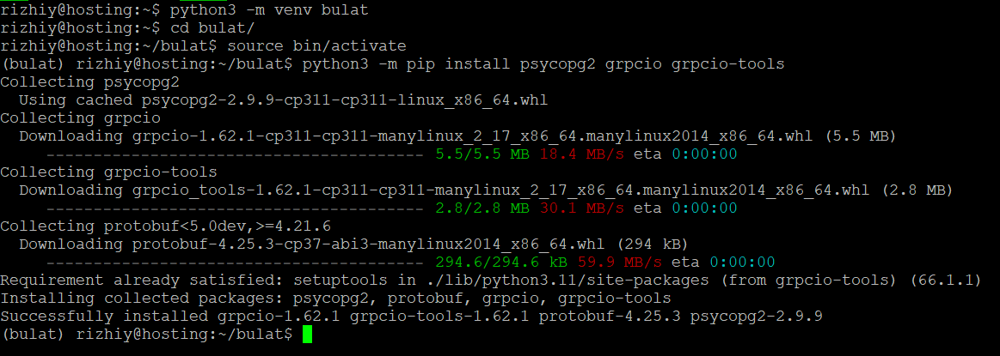 rizhiy@hosting:~$ python3 -m venv bulat
rizhiy@hosting:~$ cd bulat/
rizhiy@hosting:~/bulat$ source bin/activate
(bulat) rizhiy@hosting:~/bulat$ python3 -m pip install psycopg2 grpcio grpcio-tools
Collecting psycopg2
  Using cached psycopg2-2.9.9-cp311-cp311-linux_x86_64.whl
Collecting grpcio
  Downloading grpcio-1.62.1-cp311-cp311-manylinux_2_17_x86_64.manylinux2014_x86_64.whl (5.5 MB)
     ---------------------------------------- 5.5/5.5 MB 18.4 MB/s eta 0:00:00
Collecting grpcio-tools
  Downloading grpcio_tools-1.62.1-cp311-cp311-manylinux_2_17_x86_64.manylinux2014_x86_64.whl (2.8 MB)
     ---------------------------------------- 2.8/2.8 MB 30.1 MB/s eta 0:00:00
Collecting protobuf<5.0dev,>=4.21.6
  Downloading protobuf-4.25.3-cp37-abi3-manylinux2014_x86_64.whl (294 kB)
     ---------------------------------------- 294.6/294.6 kB 59.9 MB/s eta 0:00:00
Requirement already satisfied: setuptools in ./lib/python3.11/site-packages (from grpcio-tools) (66.1.1)
Installing collected packages: psycopg2, protobuf, grpcio, grpcio-tools
Successfully installed grpcio-1.62.1 grpcio-tools-1.62.1 protobuf-4.25.3 psycopg2-2.9.9
(bulat) rizhiy@hosting:~/bulat$